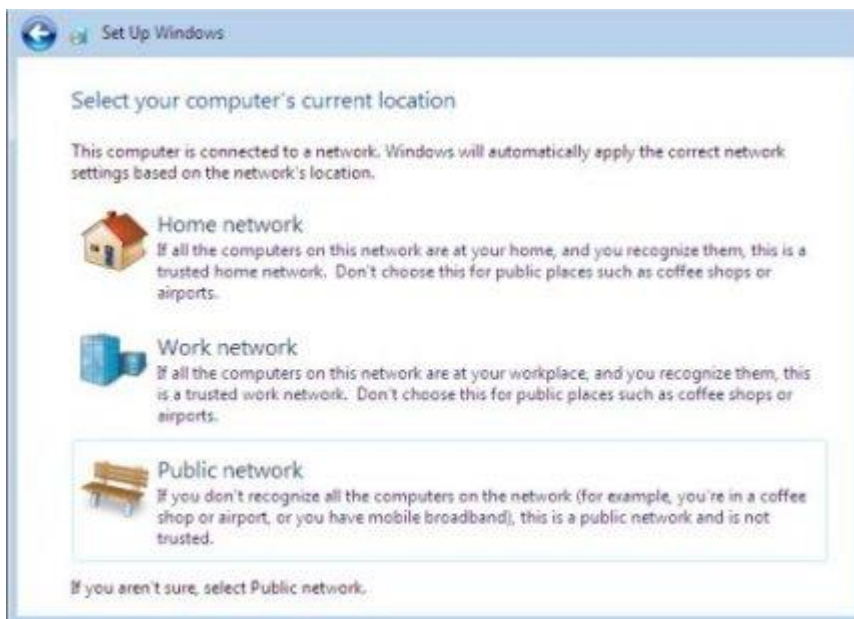 Set Up Windows
Select your computer's current location
This computer is connected to a network. Windows will automatically apply the correct network
settings based on the network's location.
Home network
If all the computers on this network are at your home, and you recognize them, this is a
trusted home network. Don't choose this for public places such as coffee shops or
airports.
Work network
If all the computers on this network are at your workplace, and you recognize them, this
is a trusted work network. Don't choose this for public places such as coffee shops or
airports.
Public network
If you don't recognize all the computers on the network (for example, you're in a coffee
shop or airport, or you have mobile broadband), this is a public network and is not
trusted.
If you aren't sure, select Public network.